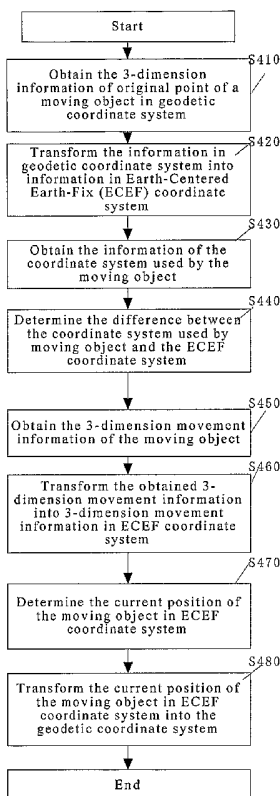 Start
S410
Obtain the 3-dimension
information of original point of a
moving object in geodetic
coordinate system
S420
Transform the information in
geodetic coordinate system into
information in Earth-Centered
Earth-Fix (ECEF) coordinate
system
S430
Obtain the information of the
coordinate system used by the
moving object
S440
Determine the difference between
the coordinate system used by
moving object and the ECEF
coordinate system
S450
Obtain the 3-dimension movement
information of the moving object
S460
Transform the obtained 3-
dimension movement information
into 3-dimension movement
information in ECEF coordinate
system
S470
Determine the current position of
the moving object in ECEF
coordinate system
S480
Transform the current position of
the moving object in ECEF
coordinate system into the
geodetic coordinate system
End